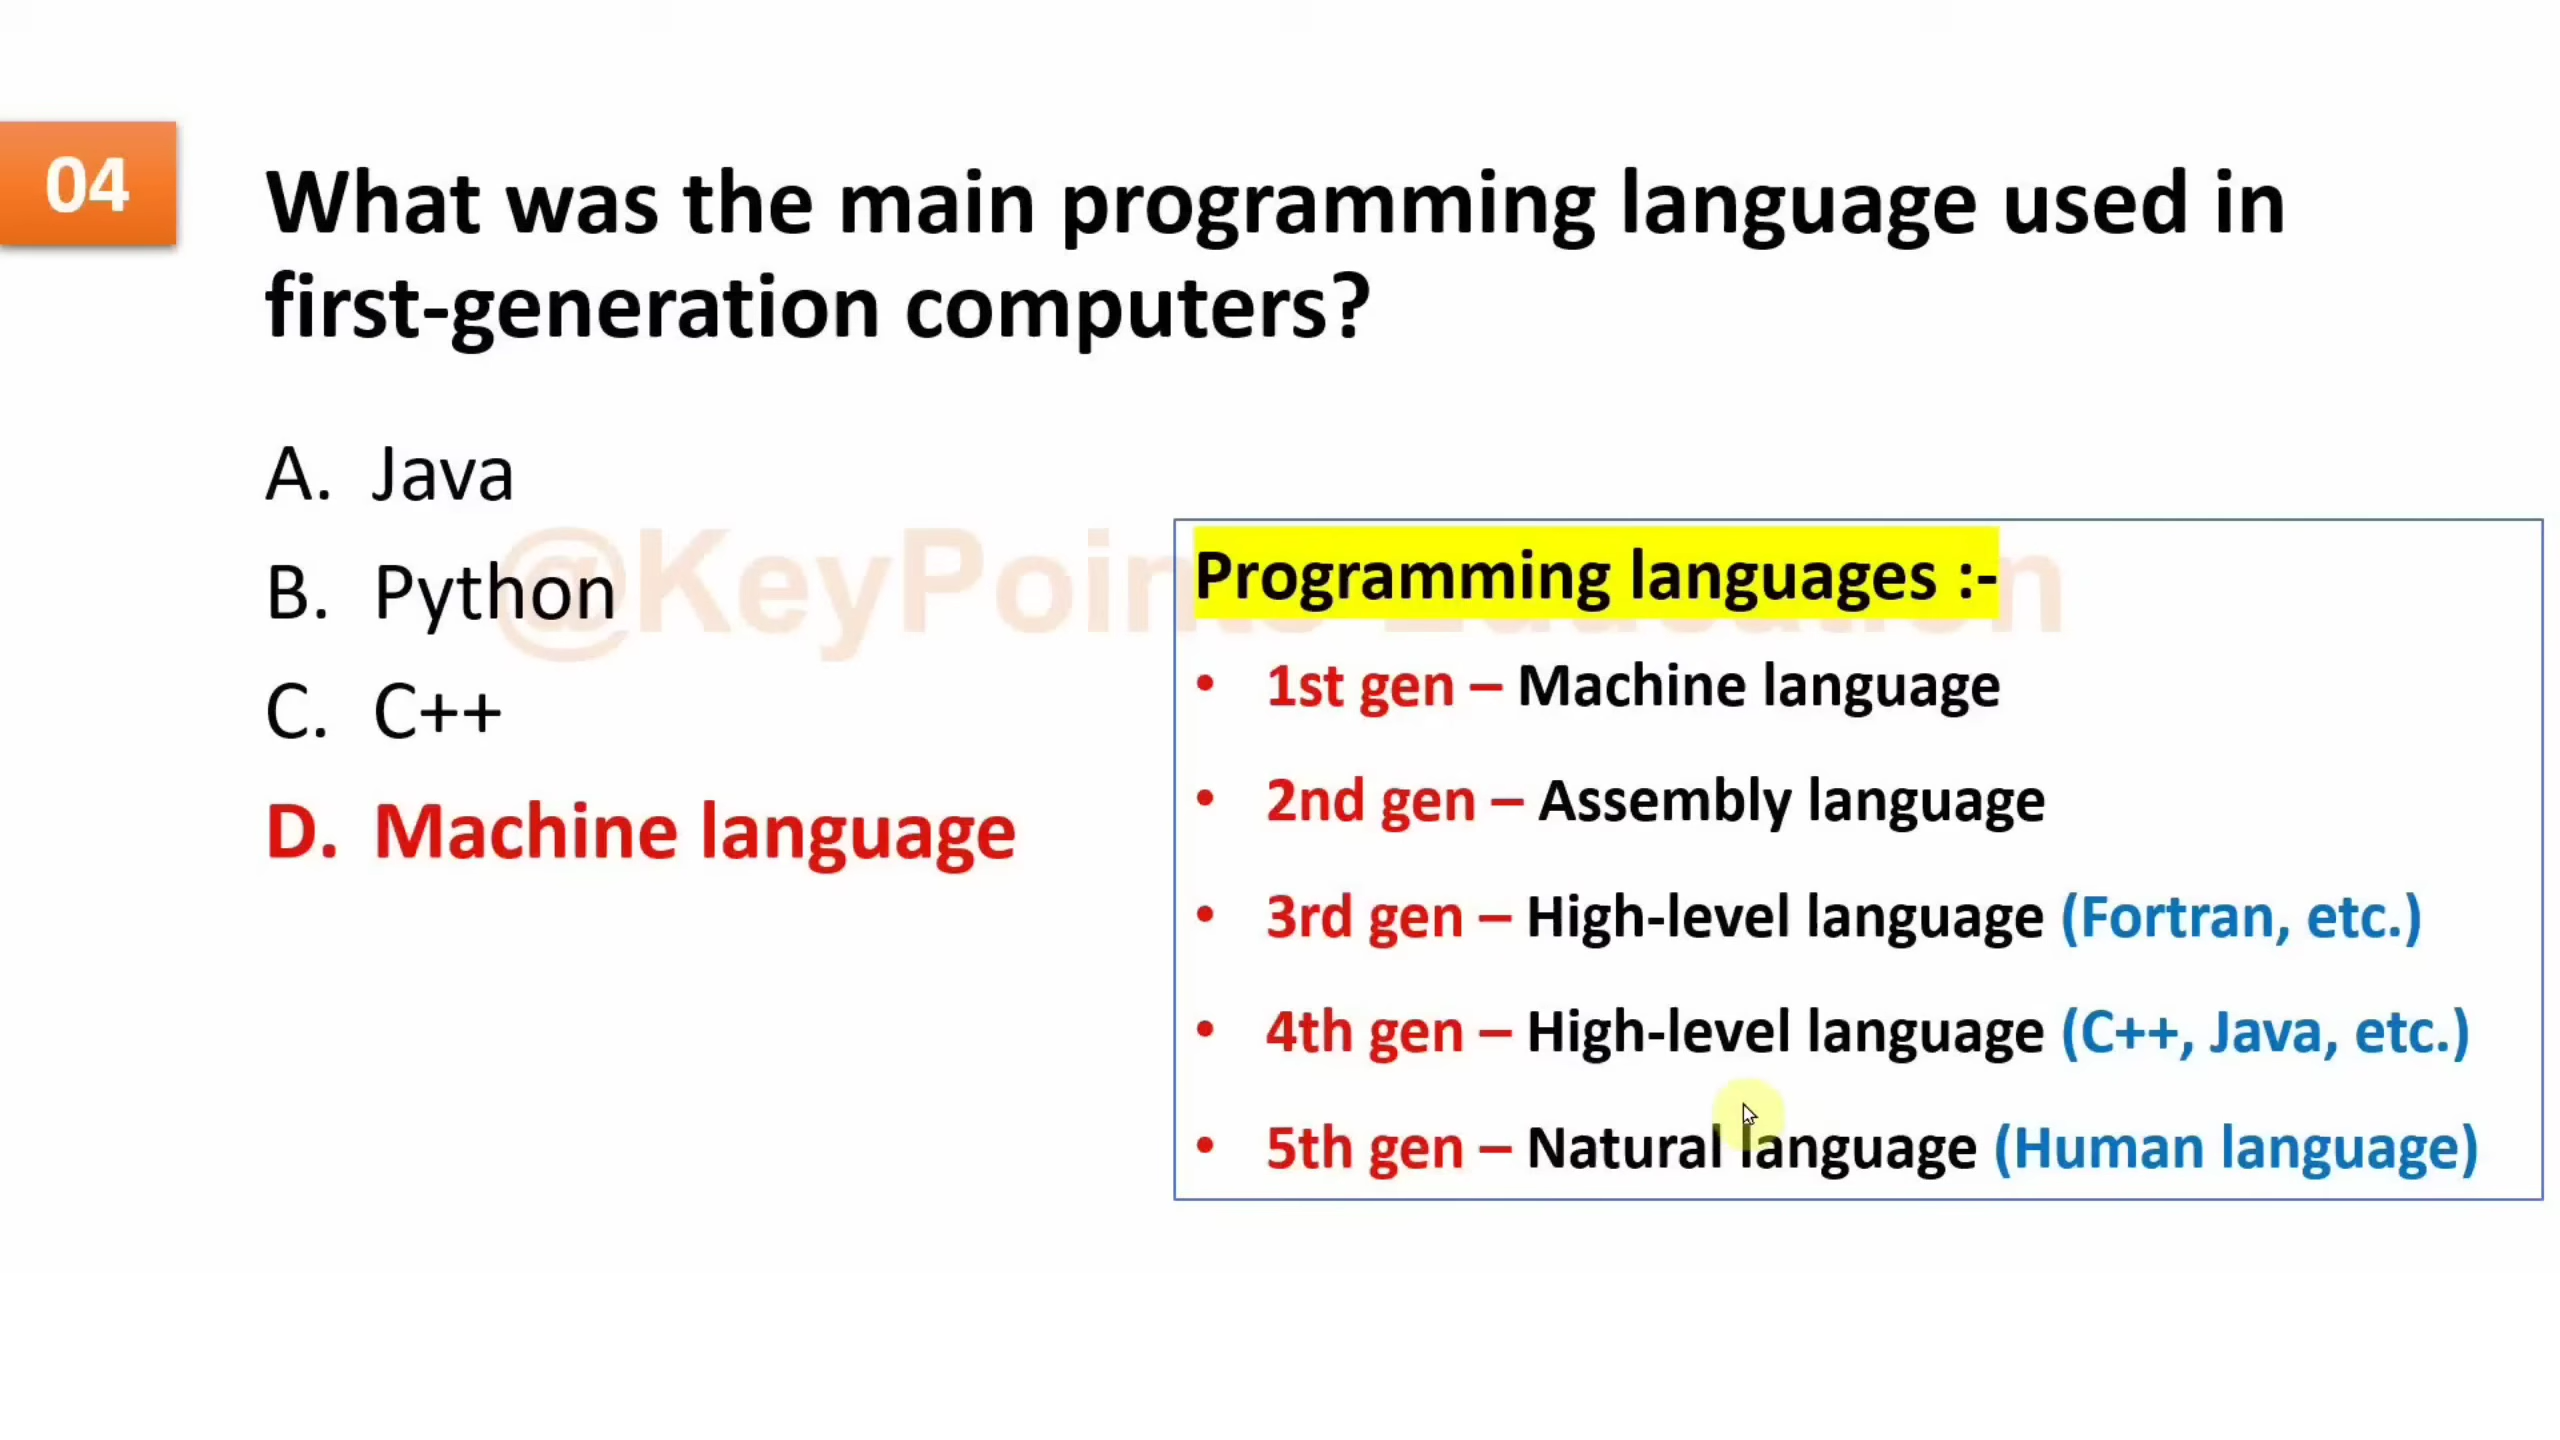 04
What was the main programming language used in
first-generation computers?
A. Java
B. Python
C. C++
D. Machine language
@KeyPoint
Programming languages :-
• 1st gen – Machine language
• 2nd gen – Assembly language
• 3rd gen – High-level language (Fortran, etc.)
• 4th gen – High-level language (C++, Java, etc.)
• 5th gen – Natural language (Human language)